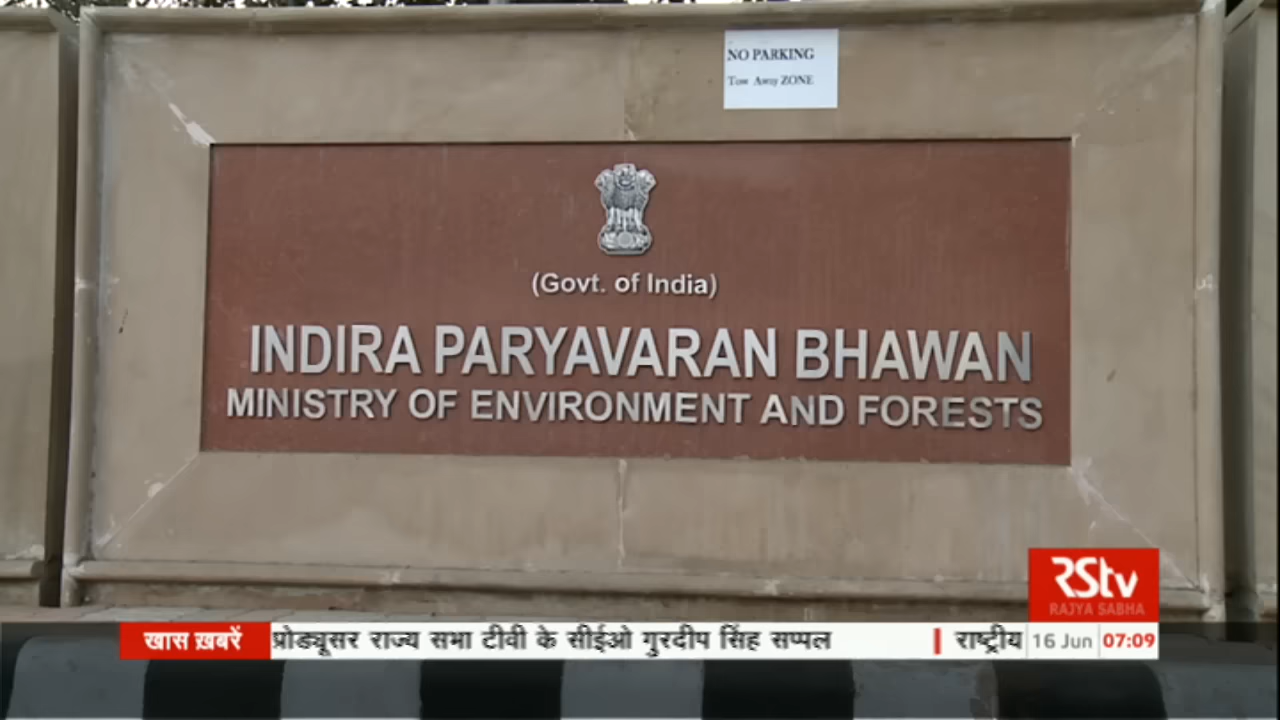 NO PARKING
Tow Away ZONE
(Govt. of India)
INDIRA PARYAVARAN BHAWAN
MINISTRY OF ENVIRONMENT AND FORESTS
RStv
RAJYA SABHA
खास ख़बरें प्रोड्यूसर राज्य सभा टीवी के सीईओ गुरदीप सिंह सप्पल | राष्ट्रीय 16 Jun 07:09